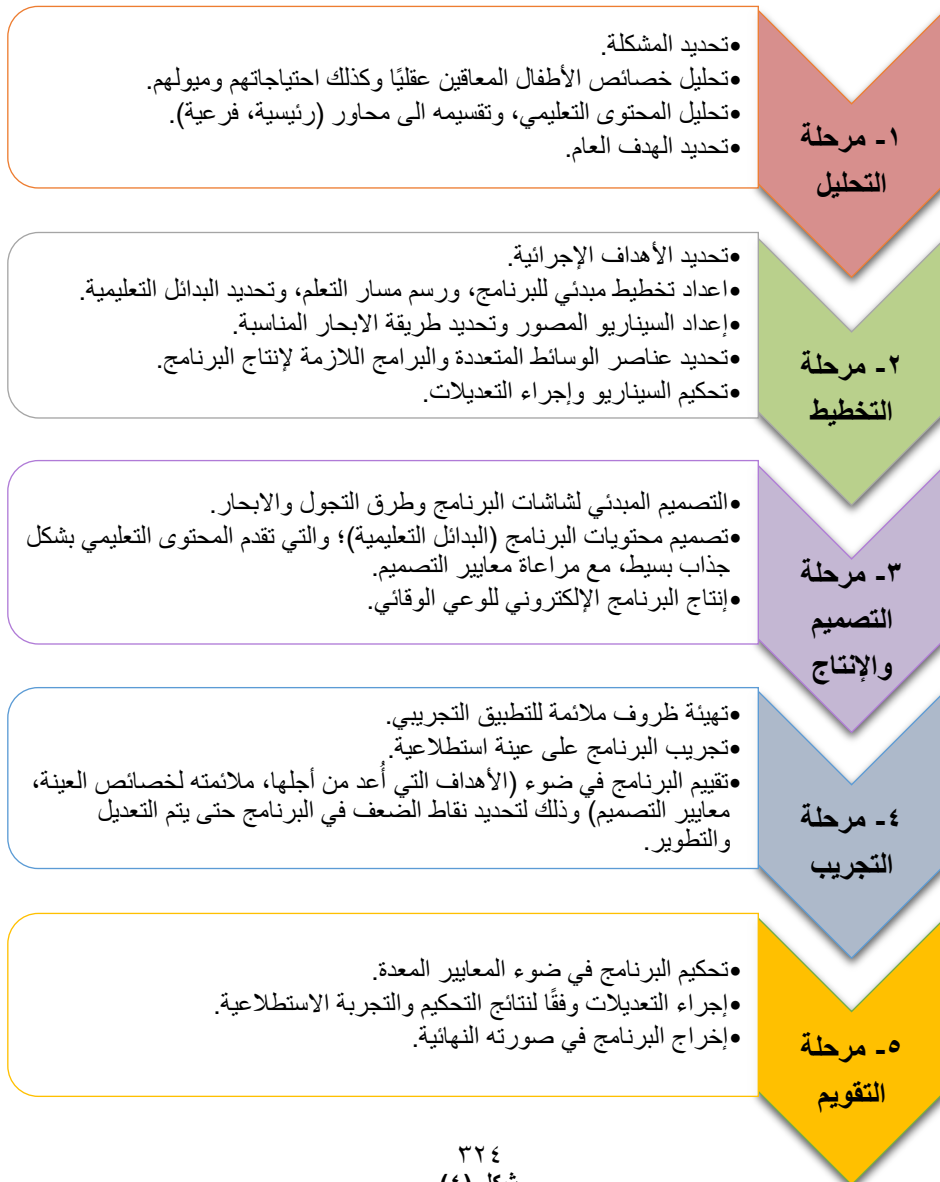 ١- مرحلة
التحليل
•تحديد المشكلة.
•تحليل خصائص الأطفال المعاقين عقليًا وكذلك احتياجاتهم وميولهم.
•تحليل المحتوى التعليمي، وتقسيمه الى محاور (رئيسية، فرعية).
•تحديد الهدف العام.
٢- مرحلة
التخطيط
•تحديد الأهداف الإجرائية.
•اعداد تخطيط مبدئي للبرنامج، ورسم مسار التعلم، وتحديد البدائل التعليمية.
•إعداد السيناريو المصور وتحديد طريقة الابحار المناسبة.
•تحديد عناصر الوسائط المتعددة والبرامج اللازمة لإنتاج البرنامج.
•تحكيم السيناريو وإجراء التعديلات.
٣- مرحلة
التصميم
والإنتاج
•التصميم المبدئي لشاشات البرنامج وطرق التجول والابحار.
•تصميم محتويات البرنامج (البدائل التعليمية)؛ والتي تقدم المحتوى التعليمي بشكل
جذاب بسيط، مع مراعاة معايير التصميم.
•إنتاج البرنامج الإلكتروني للوعي الوقائي.
٤- مرحلة
التجريب
•تهيئة ظروف ملائمة للتطبيق التجريبي.
•تجريب البرنامج على عينة استطلاعية.
•تقييم البرنامج في ضوء (الأهداف التي أُعد من أجلها، ملائمته لخصائص العينة،
معايير التصميم) وذلك لتحديد نقاط الضعف في البرنامج حتى يتم التعديل
والتطوير.
٥- مرحلة
التقويم
•تحكيم البرنامج في ضوء المعايير المعدة.
•إجراء التعديلات وفقًا لنتائج التحكيم والتجربة الاستطلاعية.
•إخراج البرنامج في صورته النهائية.
٣٢٤
شكل (٤)